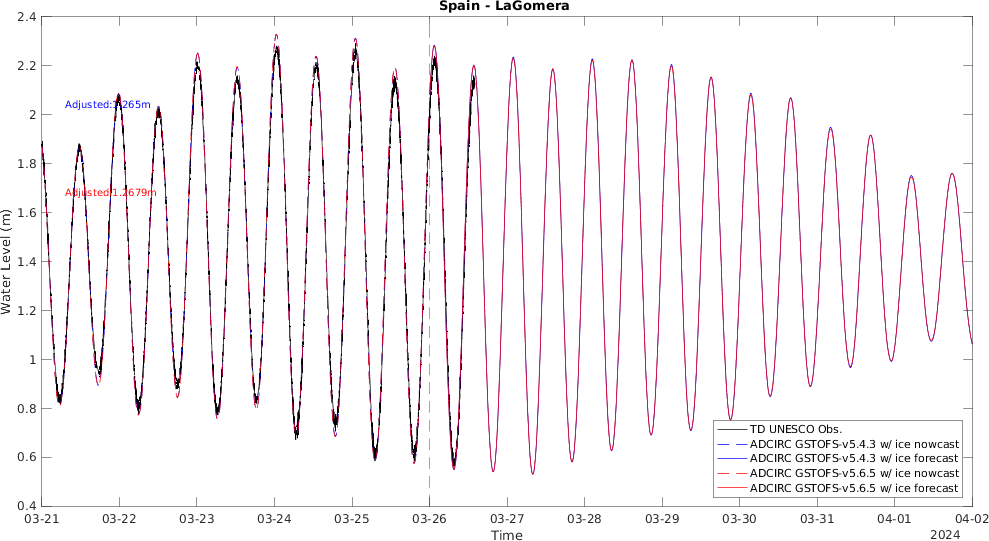 Spain - LaGomera
2.4
2.2
2
1.8
1.6
1.4
1.2
1
0.8
0.6
0.4
Water Level (m)
Adjusted:1.265m
Adjusted:1.2679m
TD UNESCO Obs.
ADCIRC GSTOFS-v5.4.3 w/ ice nowcast
ADCIRC GSTOFS-v5.4.3 w/ ice forecast
ADCIRC GSTOFS-v5.6.5 w/ ice nowcast
ADCIRC GSTOFS-v5.6.5 w/ ice forecast
03-21 03-22 03-23 03-24 03-25 03-26 03-27 03-28 03-29 03-30 03-31 04-01 04-02
Time
2024